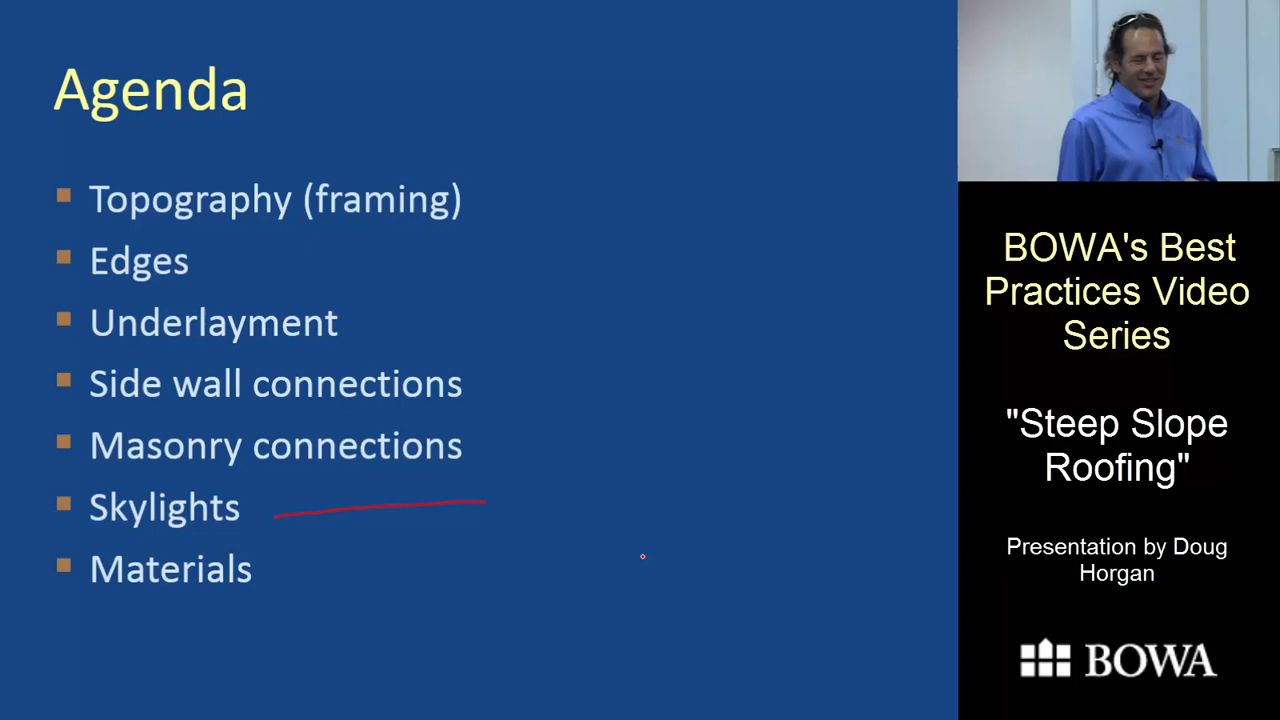 Agenda
Topography (framing)
Edges
Underlayment
Side wall connections
Masonry connections
Skylights
Materials
BOWA's Best
Practices Video
Series
"Steep Slope
Roofing"
Presentation by Doug
Horgan
BOWA